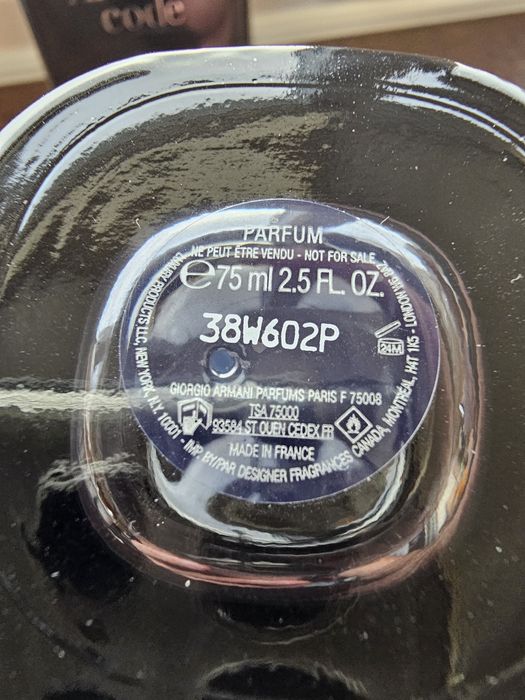 code
PARFUM
NE PEUT ÊTRE VENDU - NOT FOR SALE
e 75 ml 2.5 FL. OZ.
38W602P
24M
GIORGIO ARMANI PARFUMS PARIS F 75008
TSA 75000
93584 ST OUEN CEDEX FR
MADE IN FRANCE
PRODUCTS LLC, NEW YORK, N.Y. 10001 - IMP. BY/PAR DESIGNER FRAGRANCES CANADA, MONTREAL, H4T 1K5 - LONDON